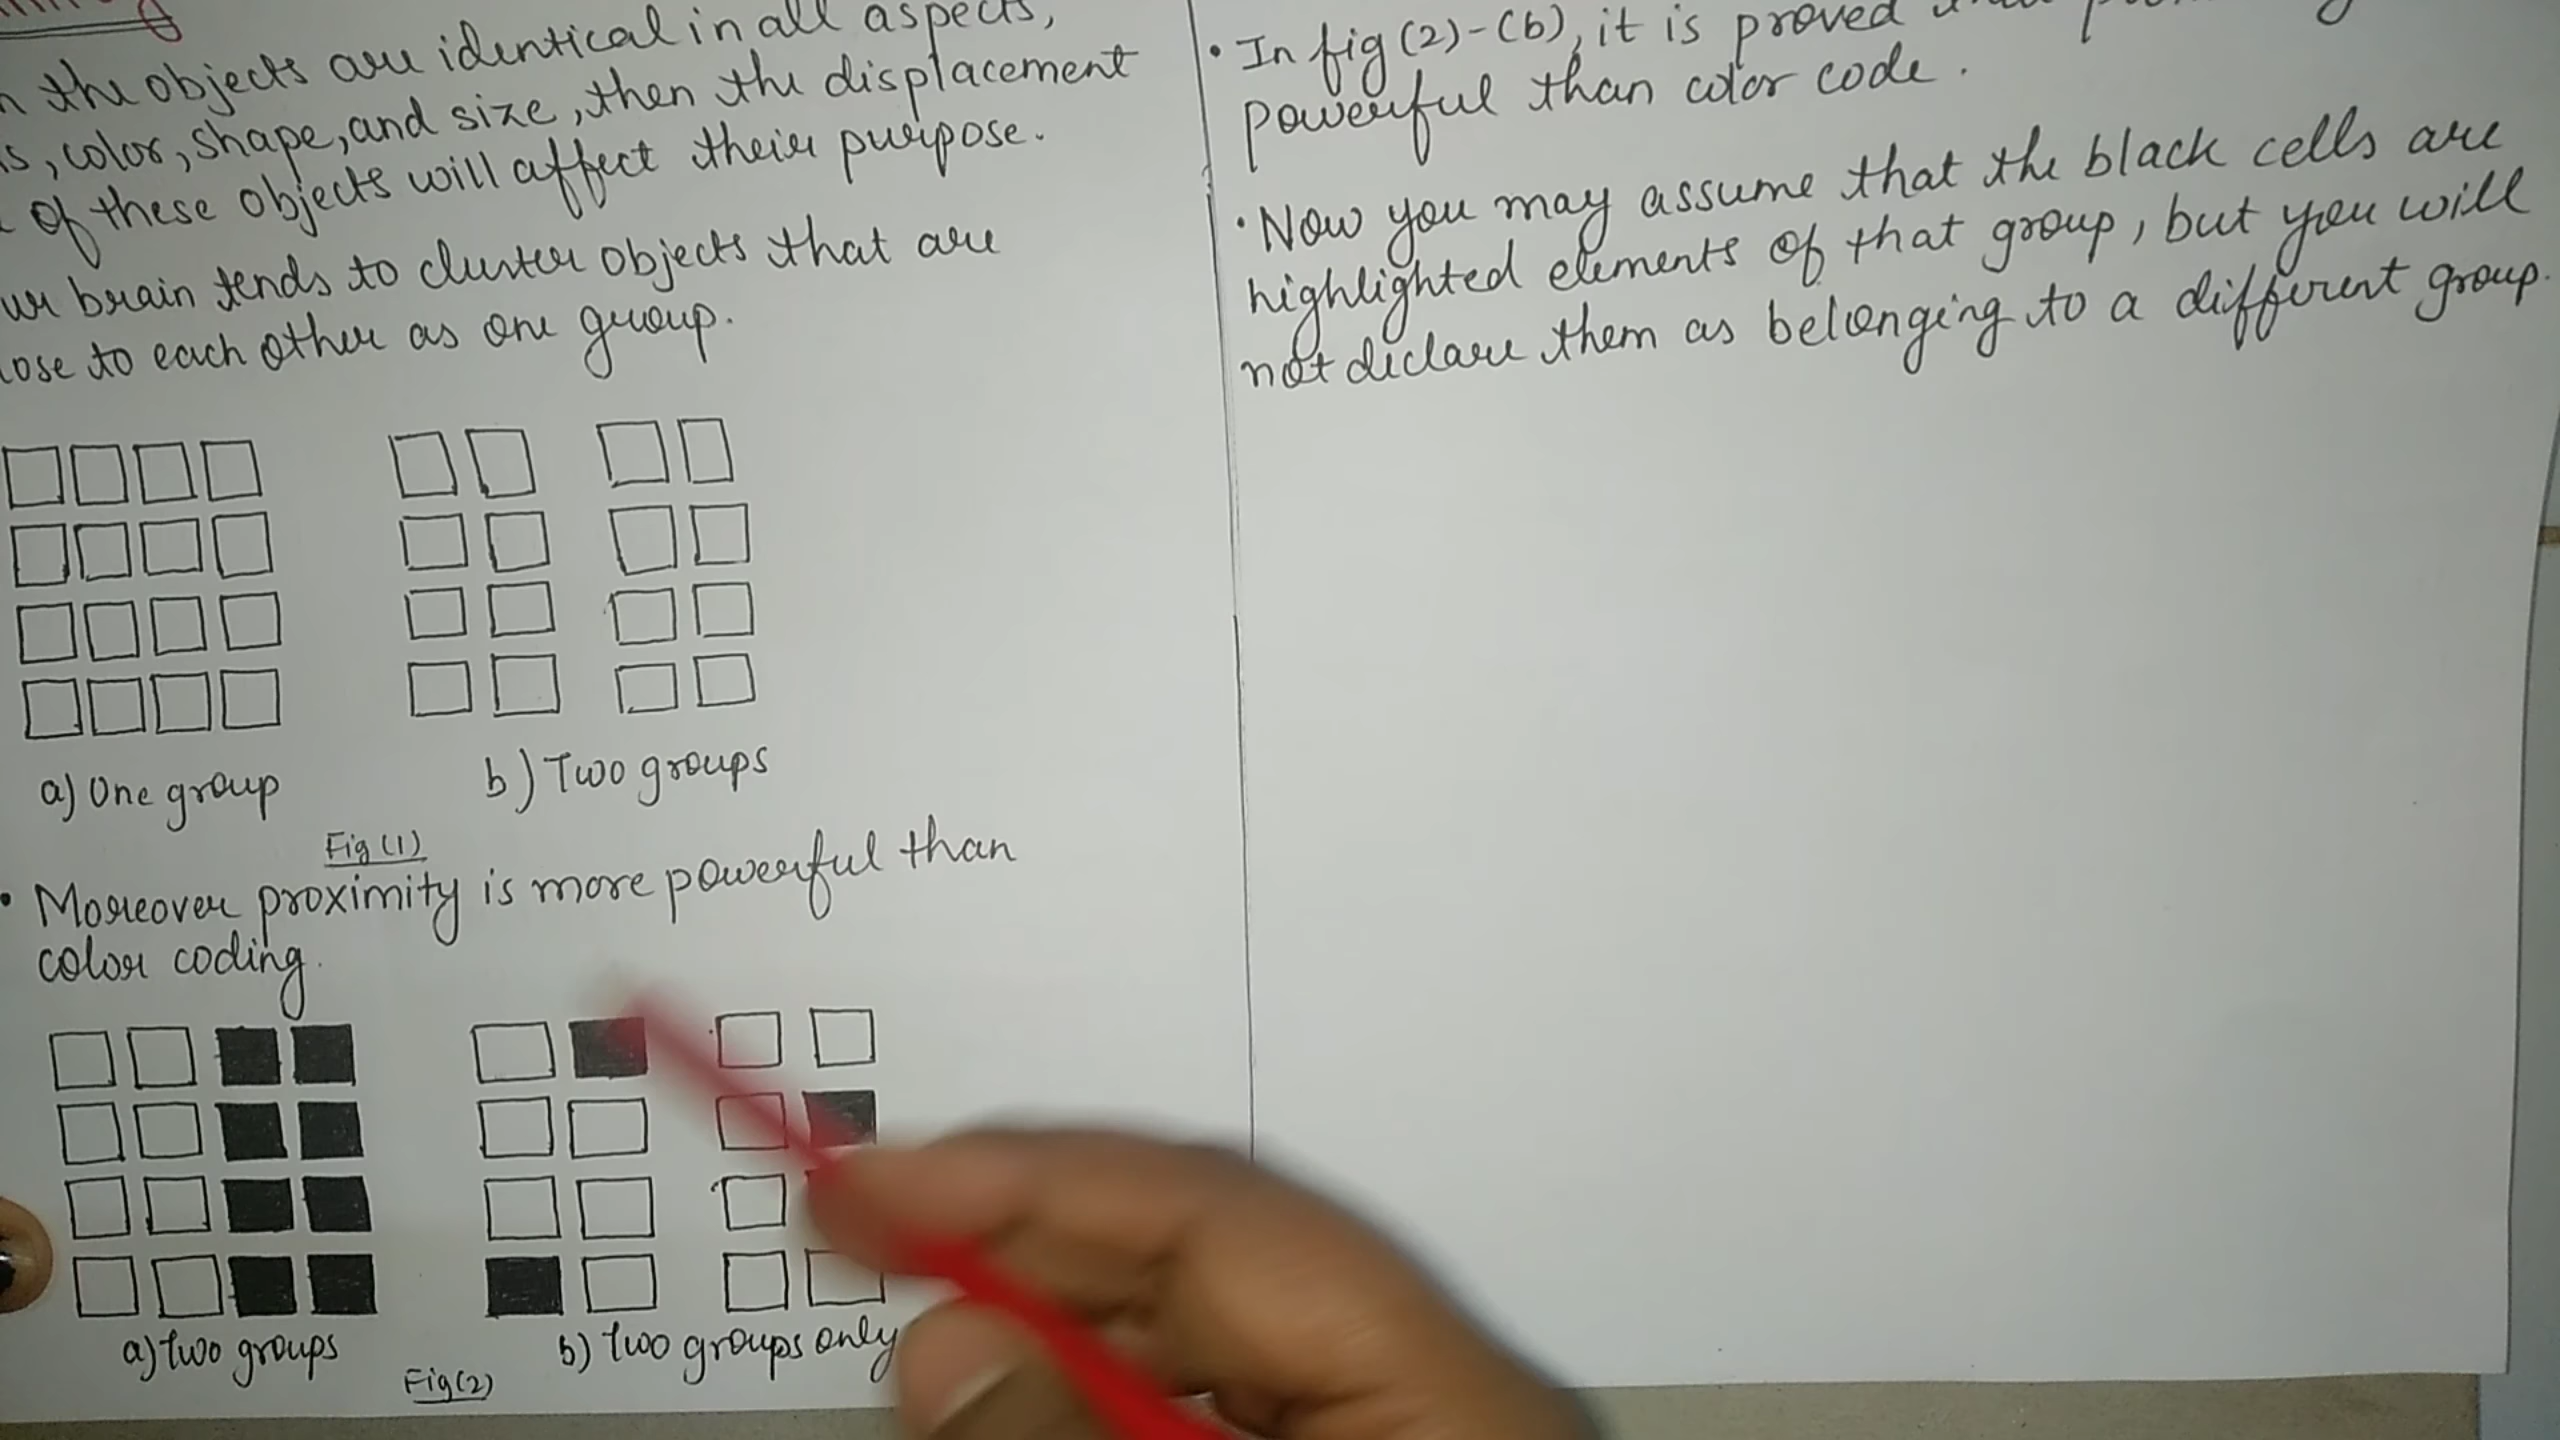 the objects are identical in all aspects,
s, color, shape, and size, then the displacement
of these objects will affect their purpose.
ur brain tends to cluster objects that are
lose to each other as one group.
a) One group
b) Two groups
Fig (1)
• Moreover proximity is more powerful than
color coding.
a) two groups
b) two groups only
Fig (2)
• In fig (2)-(b), it is proved
powerful than color code.
• Now you may assume that the black cells are
highlighted elements of that group, but you will
not declare them as belonging to a different group.